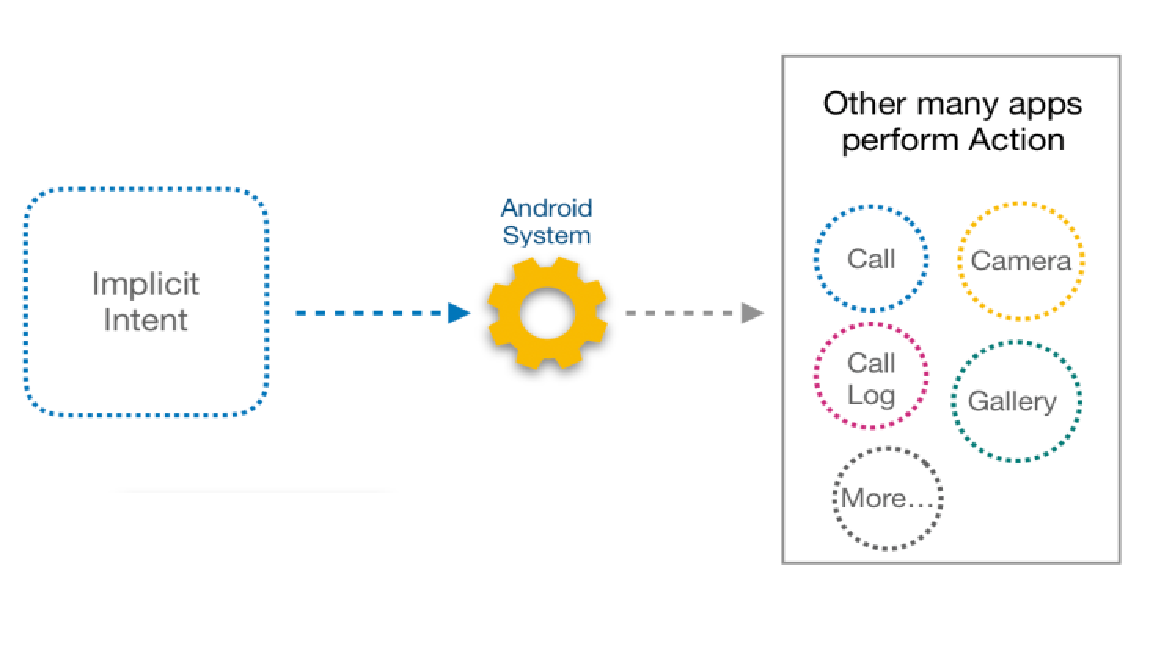 Implicit
Intent
Android
System
Other many apps
perform Action
Call
Camera
Call
Log
Gallery
More...